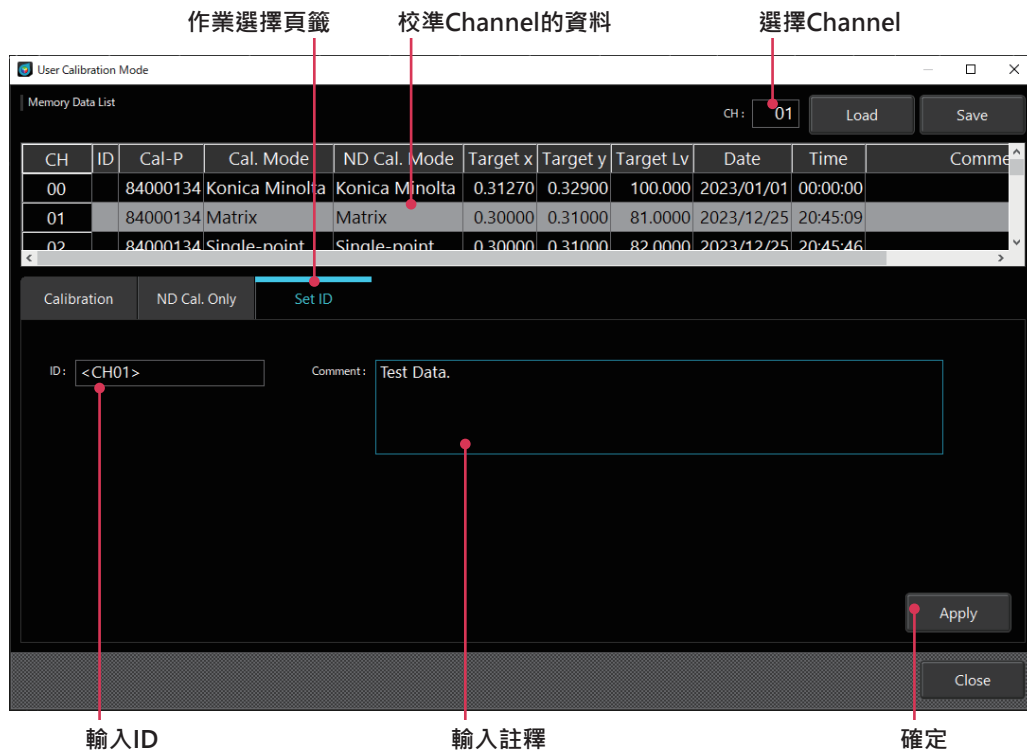 作業選擇頁籤 校準Channel的資料 選擇Channel
User Calibration Mode
Memory Data List
CH: 01 Load Save
CH ID Cal-P Cal. Mode ND Cal. Mode Target x Target y Target Lv Date Time Comme
00 84000134 Konica Minolta Konica Minolta 0.31270 0.32900 100.000 2023/01/01 00:00:00
01 84000134 Matrix Matrix 0.30000 0.31000 81.0000 2023/12/25 20:45:09
02 84000134 Single-point Single-point 0.30000 0.31000 82.0000 2023/12/25 20:45:46
Calibration ND Cal. Only Set ID
ID: <CH01> Comment: Test Data.
Apply
Close
輸入ID 輸入註釋 確定